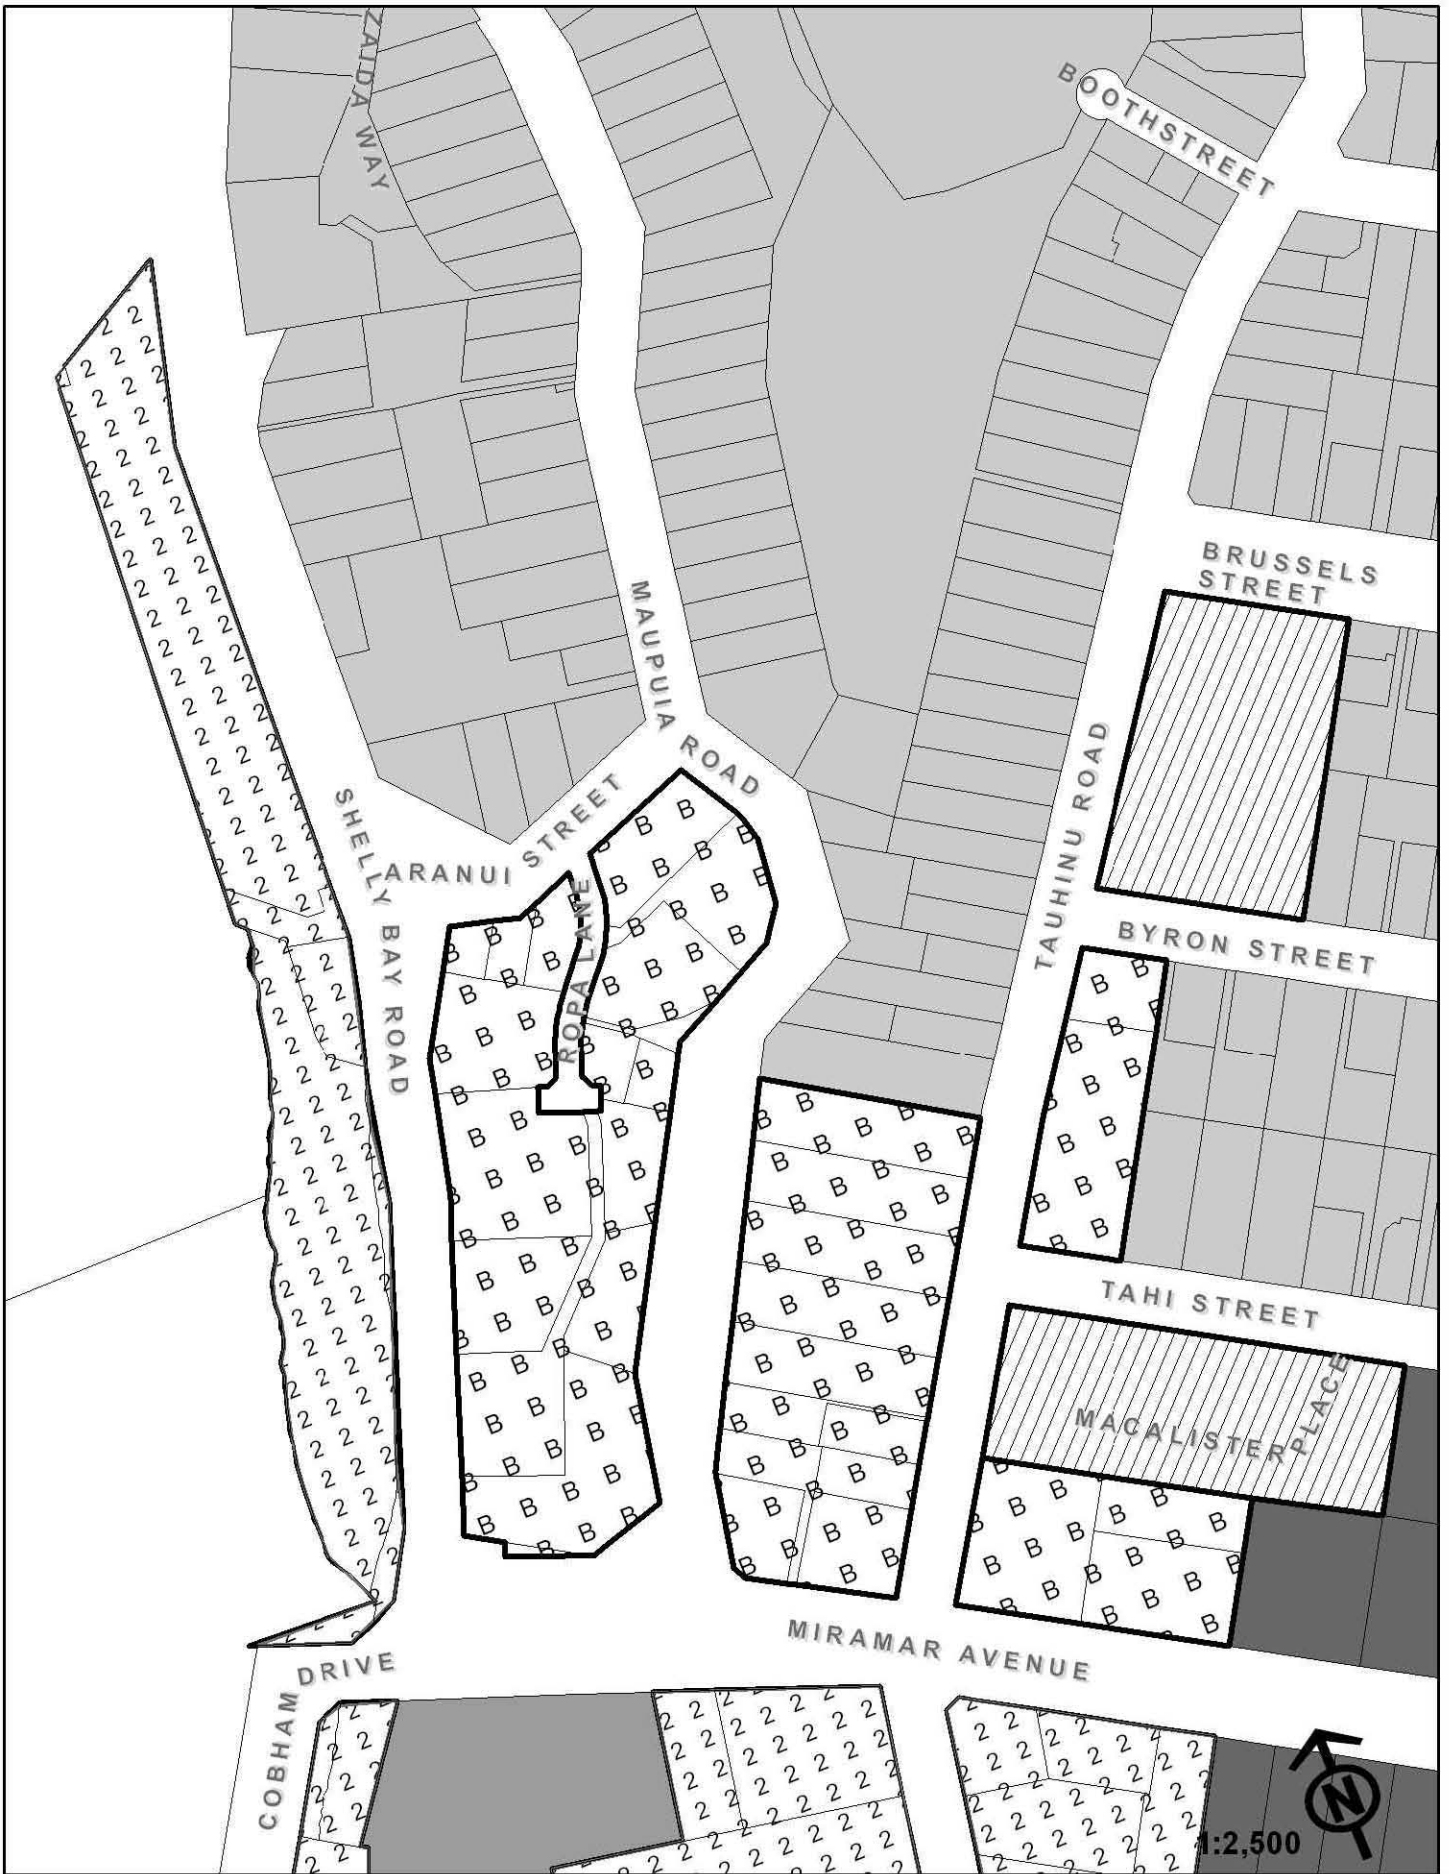 ZAIDA WAY
BOOTHSTREET
BRUSSELS
STREET
MAUPUIA ROAD
TAUHINU ROAD
SHELLY BAY ROAD
ARANUI STREET
ROPA LANE
BYRON STREET
TAHI STREET
MACALISTER PLACE
MIRAMAR AVENUE
COBHAM DRIVE
N
1:2,500